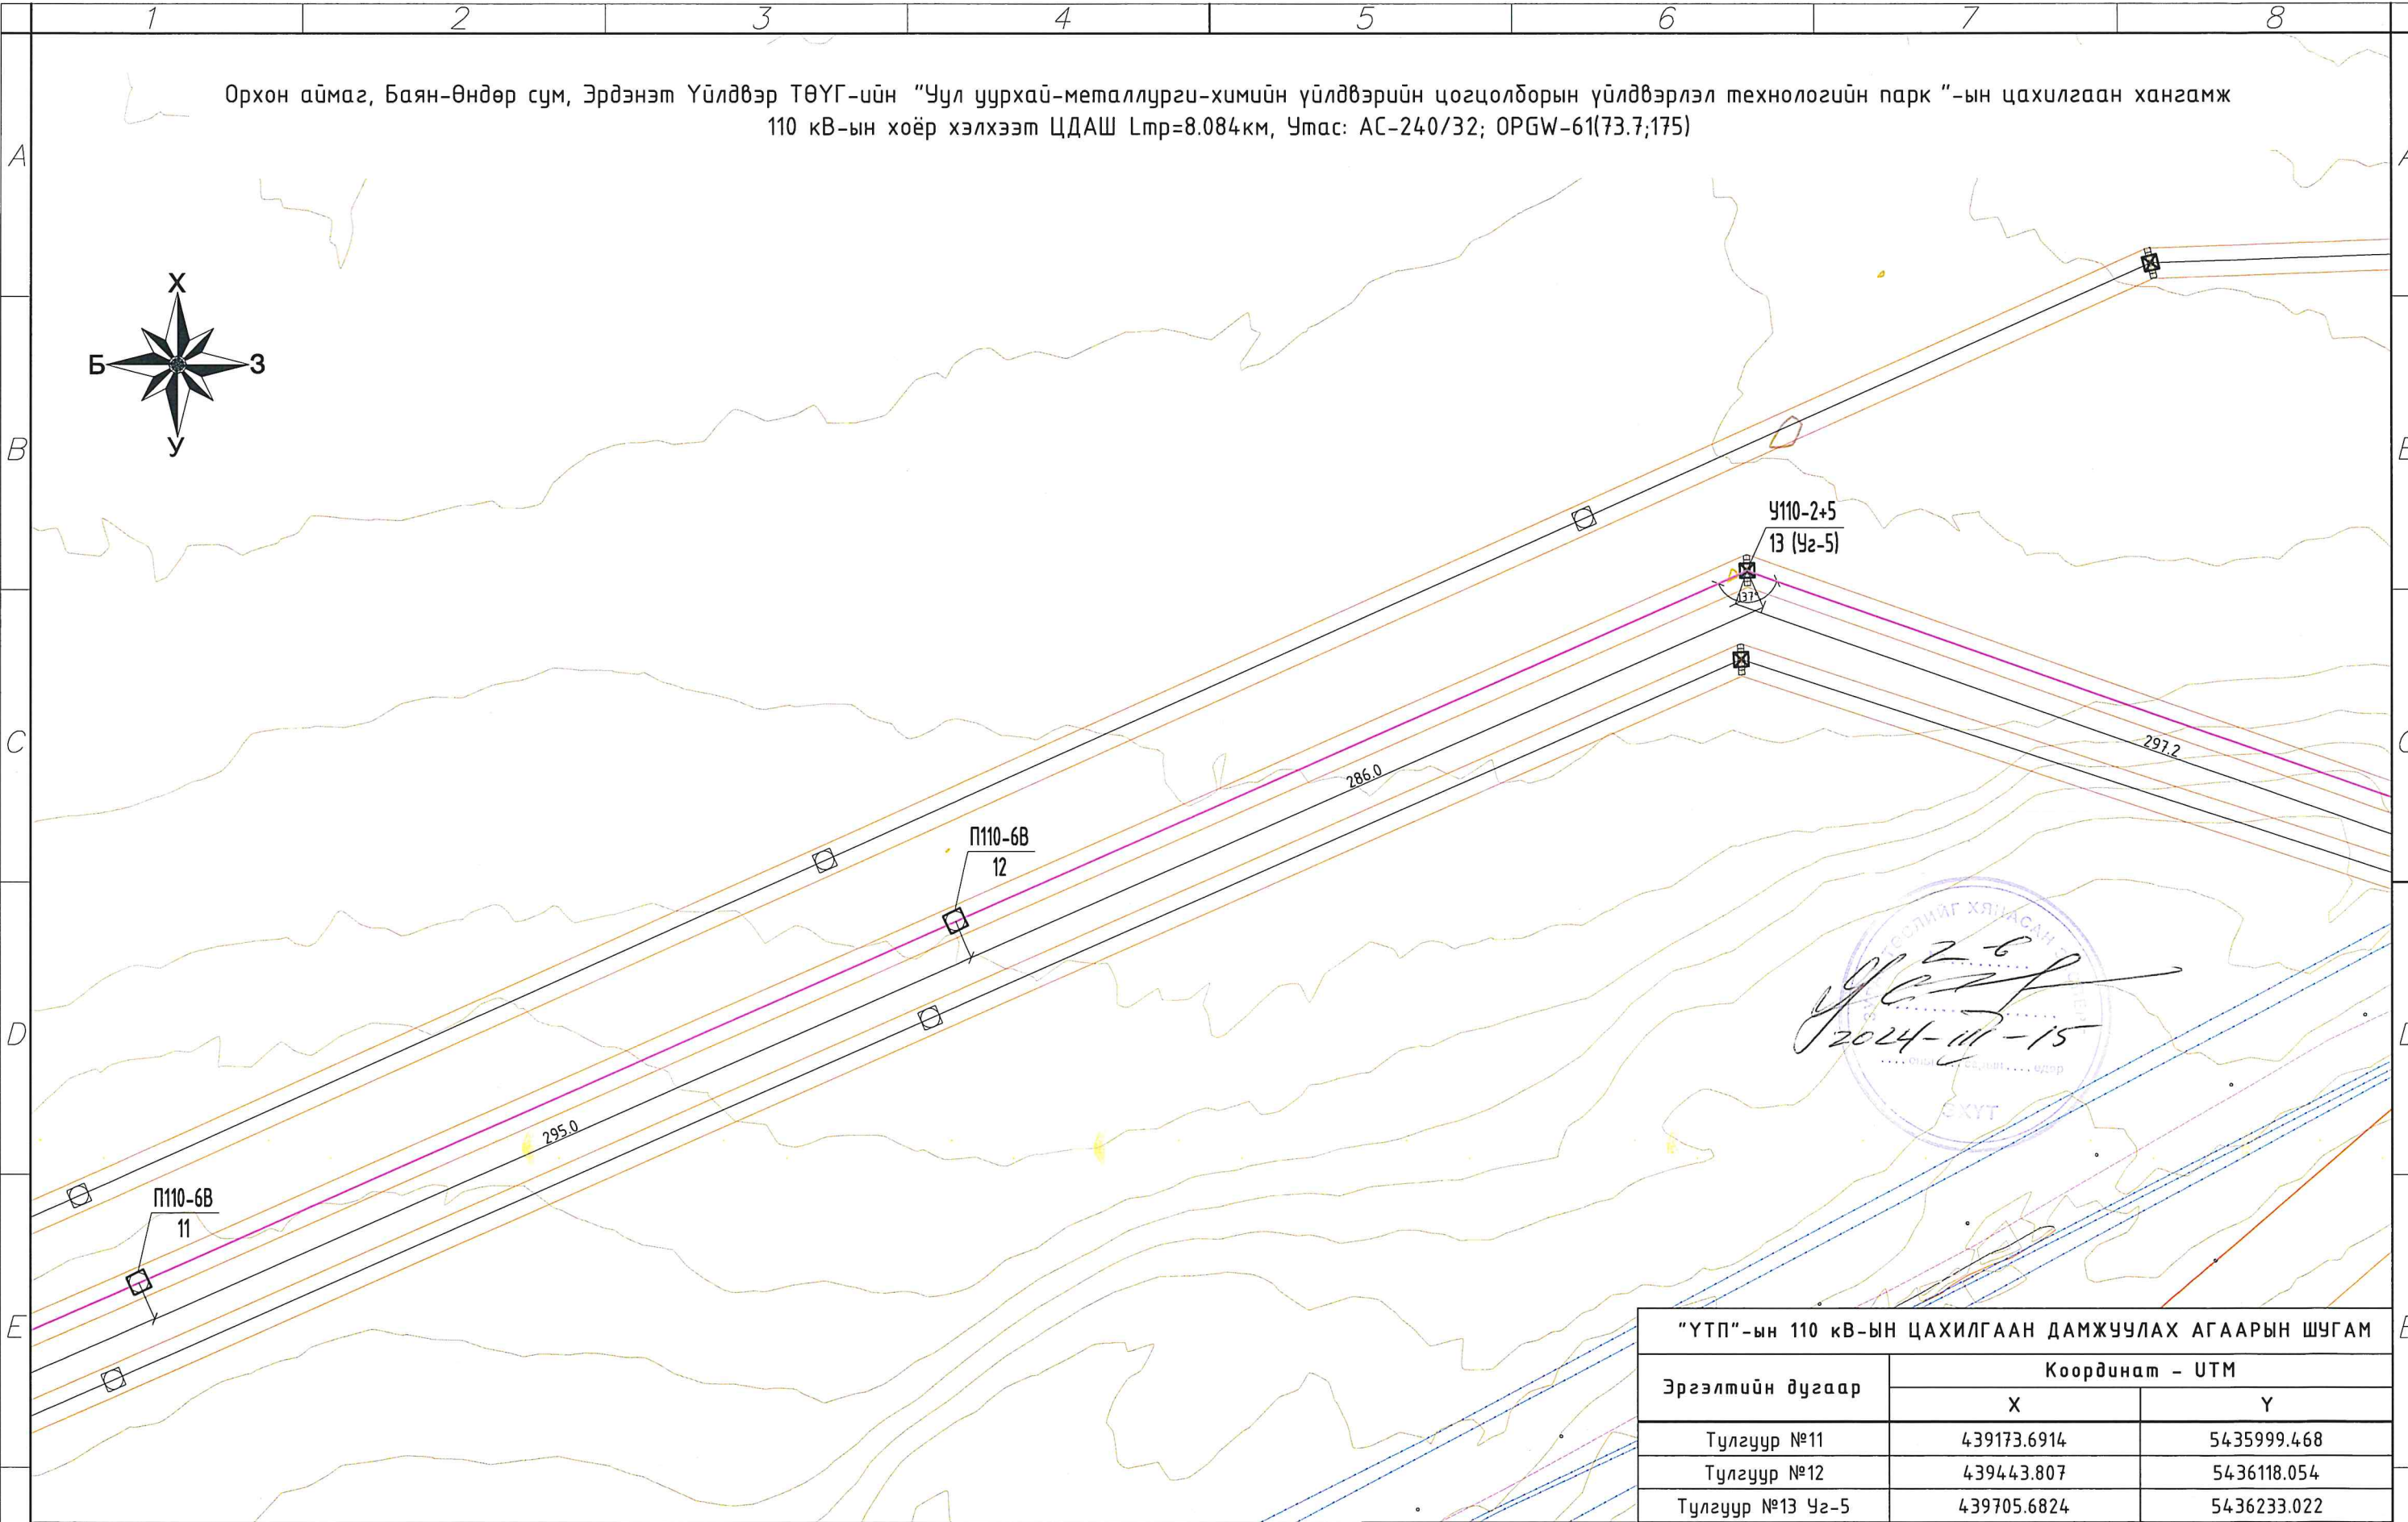 1 2 3 4 5 6 7 8
Орхон аймаг, Баян-Өндөр сум, Эрдэнэт Үйлдвэр ТӨҮГ-ийн "Уул уурхай-металлурги-химийн үйлдвэрийн цогцолборын үйлдвэрлэл технологийн парк "-ын цахилгаан хангамж
110 кВ-ын хоёр хэлхээт ЦДАШ Lтр=8.084км, Утас: АС-240/32; OPGW-61(73.7;175)
A
Х
Б З
У
B
У110-2+5
13 (Уг-5)
137°
C
297.2
286.0
П110-6В
12
2024-III-15
D
295.0
ЭХҮТ
П110-6В
11
E
"ҮТП"-ын 110 кВ-ЫН ЦАХИЛГААН ДАМЖУУЛАХ АГААРЫН ШУГАМ
Эргэлтийн дугаар
Координат - UTM
X Y
Тулгуур №11 439173.6914 5435999.468
Тулгуур №12 439443.807 5436118.054
Тулгуур №13 Уг-5 439705.6824 5436233.022